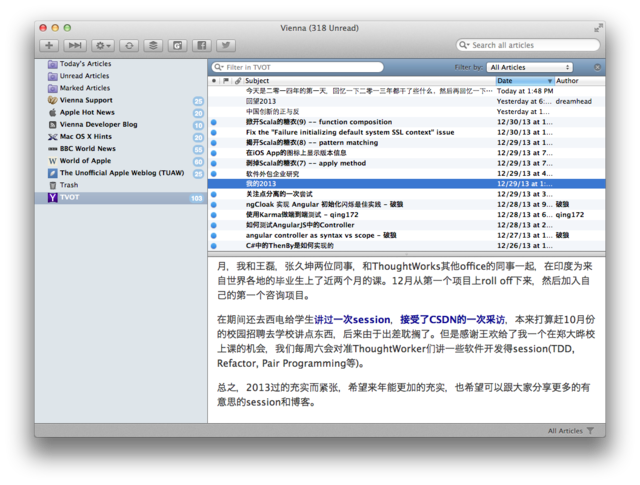 Vienna (318 Unread)
Search all articles
Today's Articles
Unread Articles
Marked Articles
Vienna Support
Apple Hot News
Vienna Developer Blog
Mac OS X Hints
BBC World News
World of Apple
The Unofficial Apple Weblog (TUAW)
Trash
TVOT 103
Filter in TVOT
Filter by: All Articles
Subject Date Author
今天是二零一四年的第一天，回忆一下二零一三年都干了些什么，然后再回忆一下... Today at 1:48 PM
回望2013 Yesterday at 6:... dreamhead
中国创新的正与反 Yesterday at 1...
掀开Scala的糖衣(9) -- function composition 12/30/13 at 1...
Fix the "Failure initializing default system SSL context" issue 12/30/13 at 1...
揭开Scala的糖衣(8) -- pattern matching 12/30/13 at 1...
在iOS App的图标上显示版本信息 12/29/13 at 7...
剥掉Scala的糖衣(7) -- apply method 12/29/13 at 7...
软件外包企业研究 12/29/13 at 4...
我的2013 12/29/13 at 1:...
关注点分离的一次尝试 12/29/13 at 3...
ngCloak 实现 Angular 初始化闪烁最佳实践 - 破狼 12/28/13 at 9... 破狼
使用Karma做端到端测试 - qing172 12/28/13 at 6... qing172
如何测试AngularJS中的Controller 12/28/13 at 2...
angular controller as syntax vs scope - 破狼 12/27/13 at 1... 破狼
C#中的ThenBy是如何实现的 12/26/13 at 1...
月，我和王磊，张久坤两位同事，和ThoughtWorks其他office的同事一起，在印度为来
自世界各地的毕业生上了近两个月的课。12月从第一个项目上roll off下来，然后加入自
己的第一个咨询项目。
在期间还去西电给学生讲过一次session，接受了CSDN的一次采访，本来打算赶10月份
的校园招聘去学校讲点东西，后来由于出差耽搁了。但是感谢王欢给了我一个在郑大晔校
上课的机会，我们每周六会对准ThoughtWorker们讲一些软件开发得session(TDD,
Refactor, Pair Programming等)。
总之，2013过的充实而紧张，希望来年能更加的充实，也希望可以跟大家分享更多的有
意思的session和博客。
All Articles